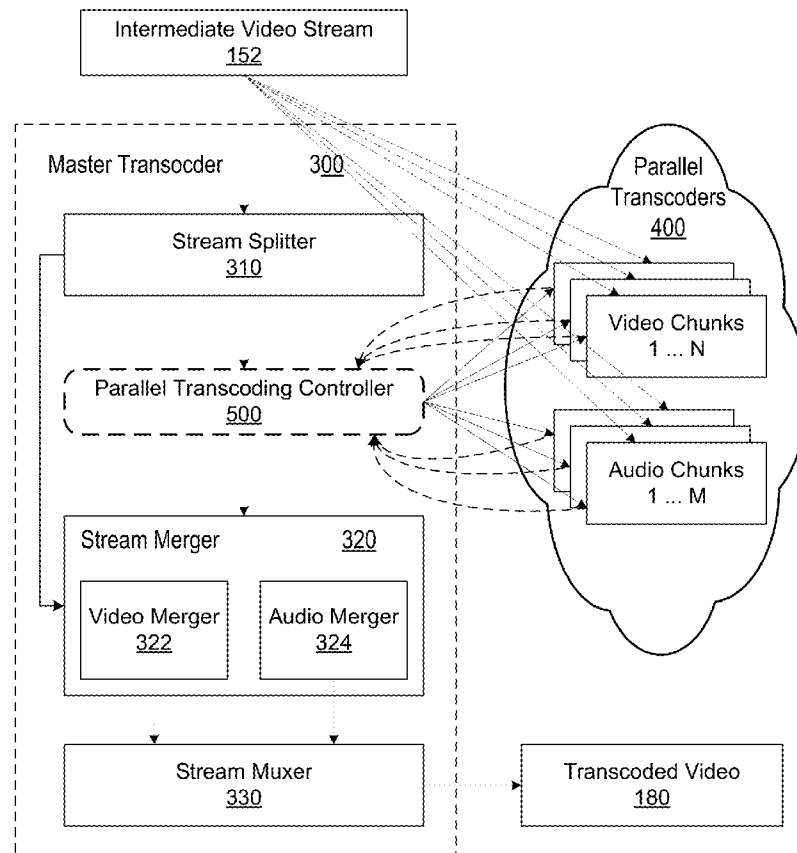 Intermediate Video Stream
152
Master Transocder 300
Stream Splitter
310
Parallel Transcoding Controller
500
Stream Merger 320
Video Merger
322
Audio Merger
324
Stream Muxer
330
Parallel
Transcoders
400
Video Chunks
1 ... N
Audio Chunks
1 ... M
Transcoded Video
180